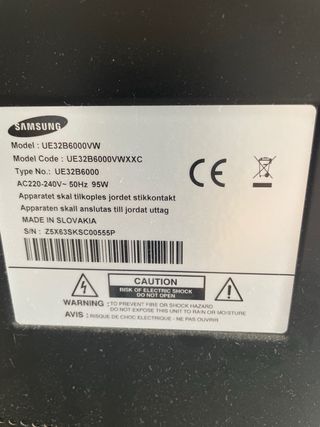 SAMSUNG
Model : UE32B6000VW
Model Code : UE32B6000VWXXC
Type No.: UE32B6000
AC220-240V~ 50Hz 95W
Apparatet skal tilkoples jordet stikkontakt
Apparaten skall anslutas till jordat uttag
MADE IN SLOVAKIA
S/N : Z5X63SKSC00555P
CE
CAUTION
RISK OF ELECTRIC SHOCK
DO NOT OPEN
WARNING : TO PREVENT FIRE OR SHOCK HAZARD
DO NOT EXPOSE THIS UNIT TO RAIN OR MOISTURE
AVIS : RISQUE DE CHOC ELECTRIQUE - NE PAS OUVRIR